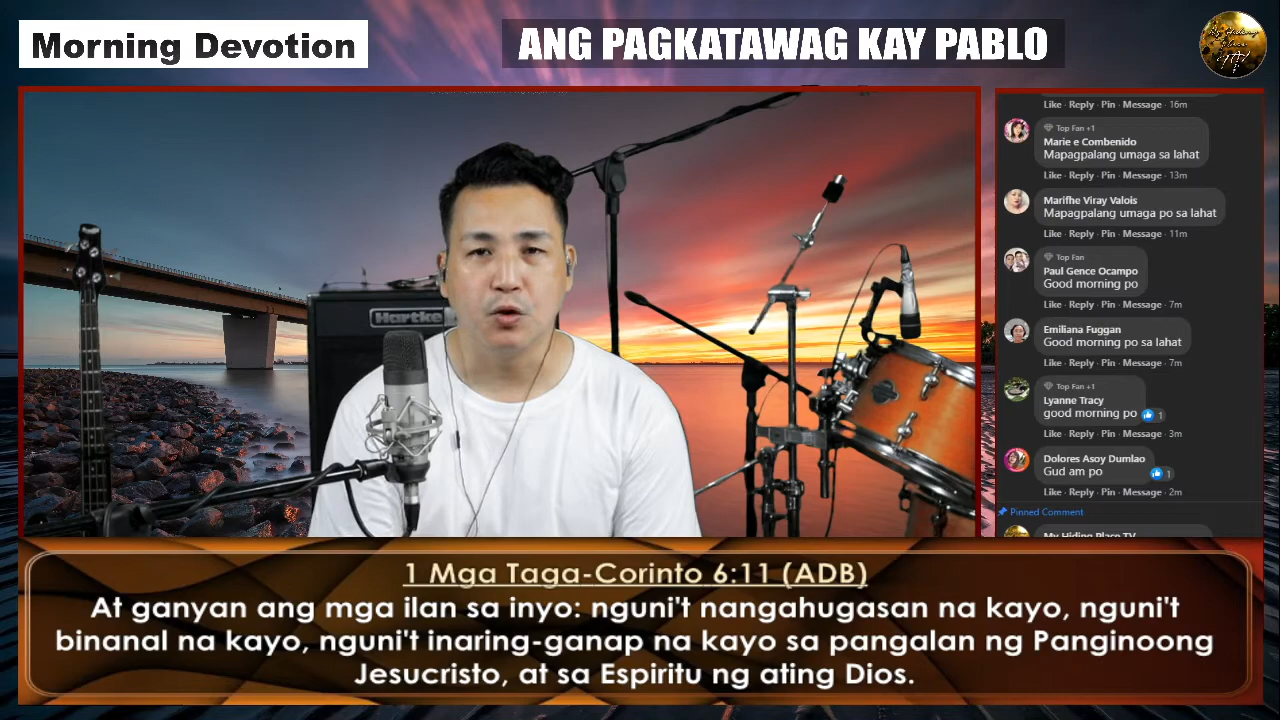 Morning Devotion
ANG PAGKATAWAG KAY PABLO
My Hiding
Place
TV
Hartke
Like · Reply · Pin · Message · 16m
Top Fan +1
Marie e Combenido
Mapagpalang umaga sa lahat
Like · Reply · Pin · Message · 13m
Marifhe Viray Valois
Mapagpalang umaga po sa lahat
Like · Reply · Pin · Message · 11m
Top Fan
Paul Gence Ocampo
Good morning po
Like · Reply · Pin · Message · 7m
Emiliana Fuggan
Good morning po sa lahat
Like · Reply · Pin · Message · 7m
Top Fan +1
Lyanne Tracy
good morning po 1
Like · Reply · Pin · Message · 3m
Dolores Asoy Dumlao
Gud am po 1
Like · Reply · Pin · Message · 2m
Pinned Comment
My Hiding Place TV
1 Mga Taga-Corinto 6:11 (ADB)
At ganyan ang mga ilan sa inyo: nguni't nangahugasan na kayo, nguni't
binanal na kayo, nguni't inaring-ganap na kayo sa pangalan ng Panginoong
Jesucristo, at sa Espiritu ng ating Dios.